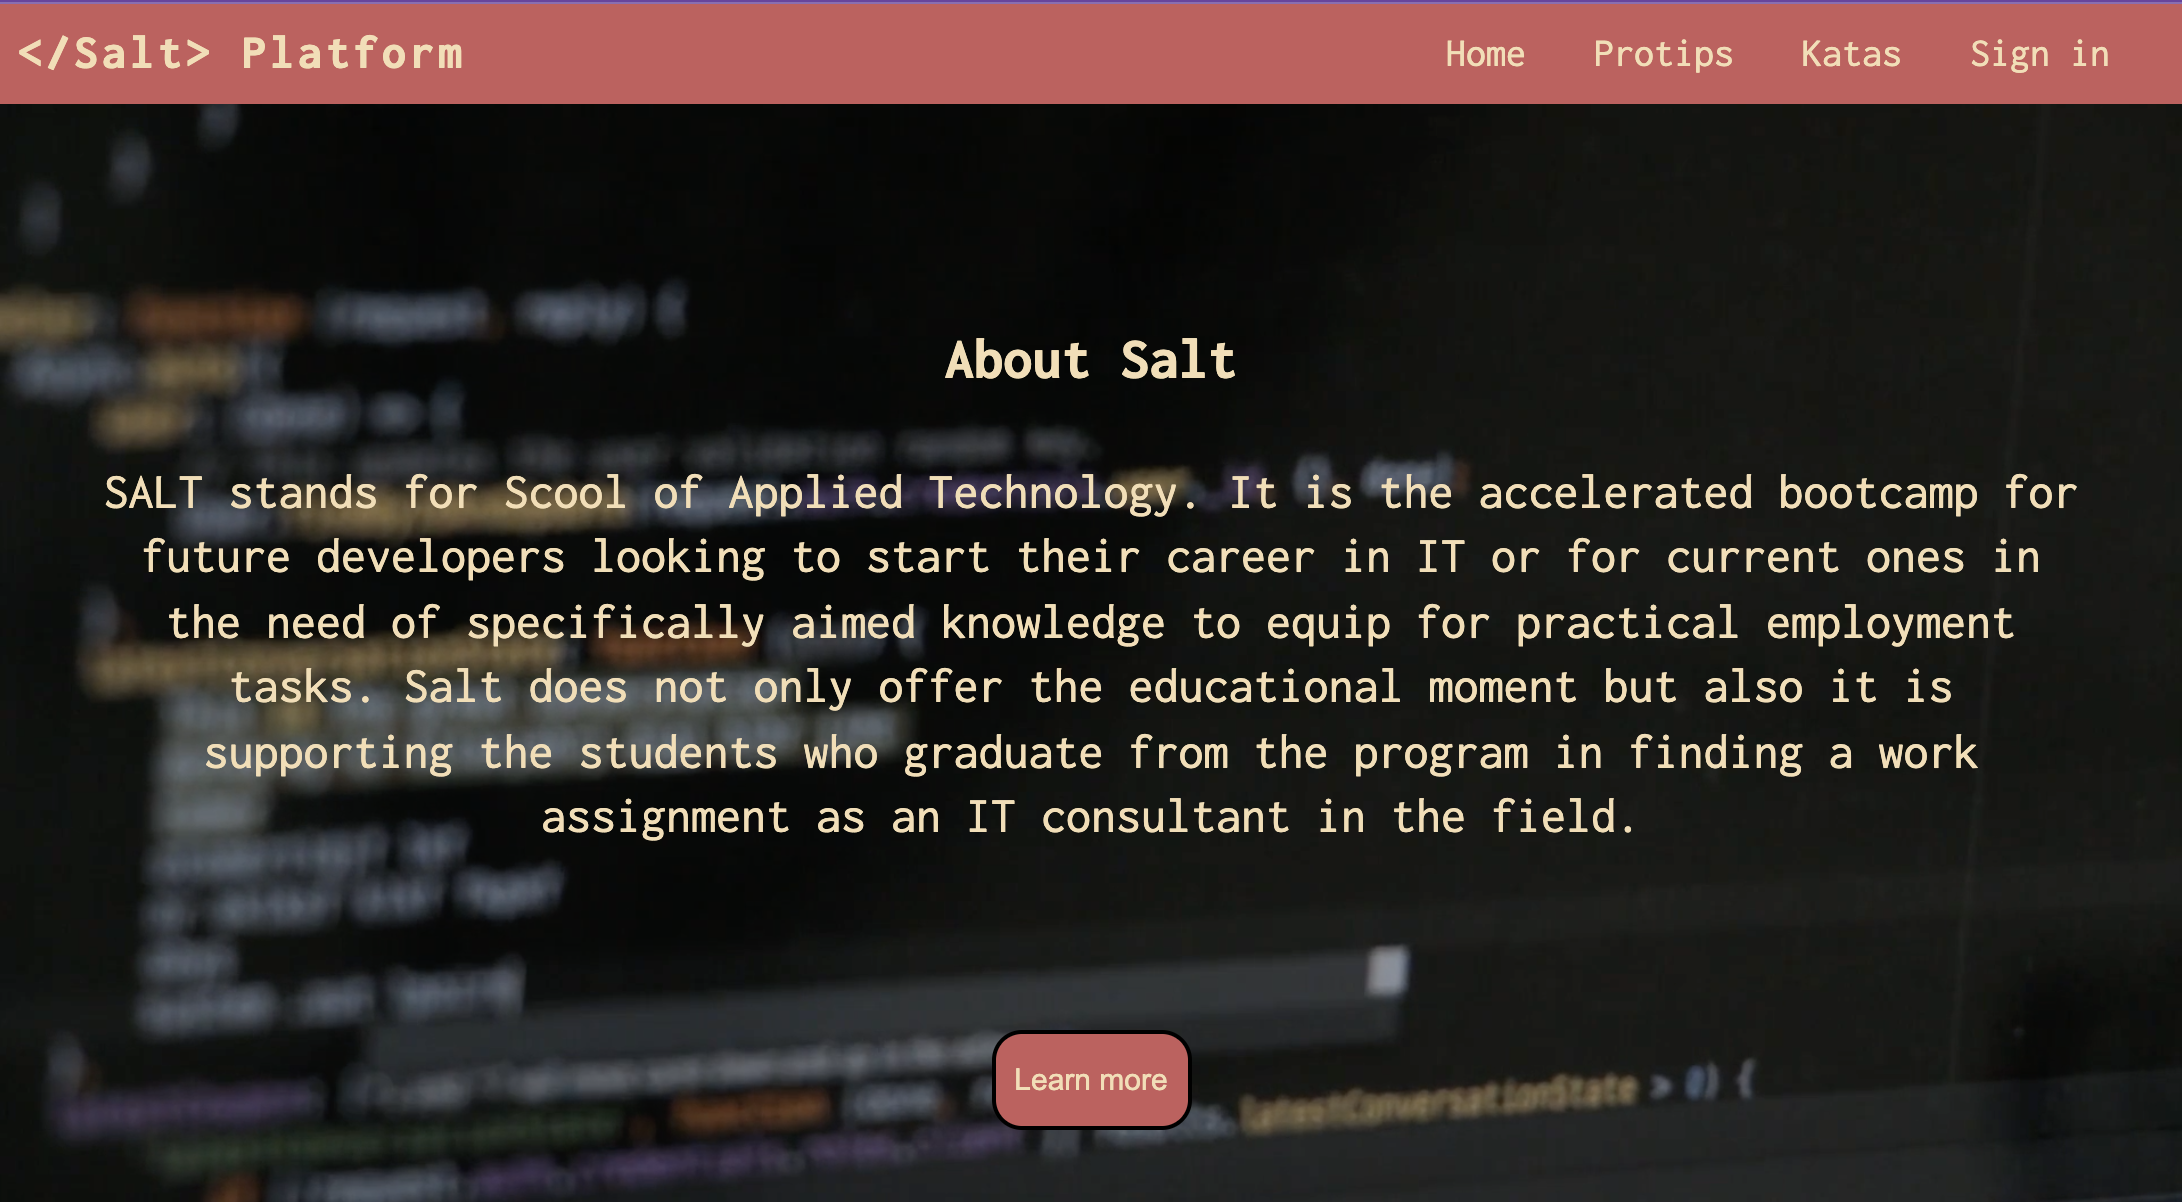 </Salt> Platform
Home Protips Katas Sign in
About Salt
SALT stands for Scool of Applied Technology. It is the accelerated bootcamp for
future developers looking to start their career in IT or for current ones in
the need of specifically aimed knowledge to equip for practical employment
tasks. Salt does not only offer the educational moment but also it is
supporting the students who graduate from the program in finding a work
assignment as an IT consultant in the field.
Learn more
latestConversationState > 0) {